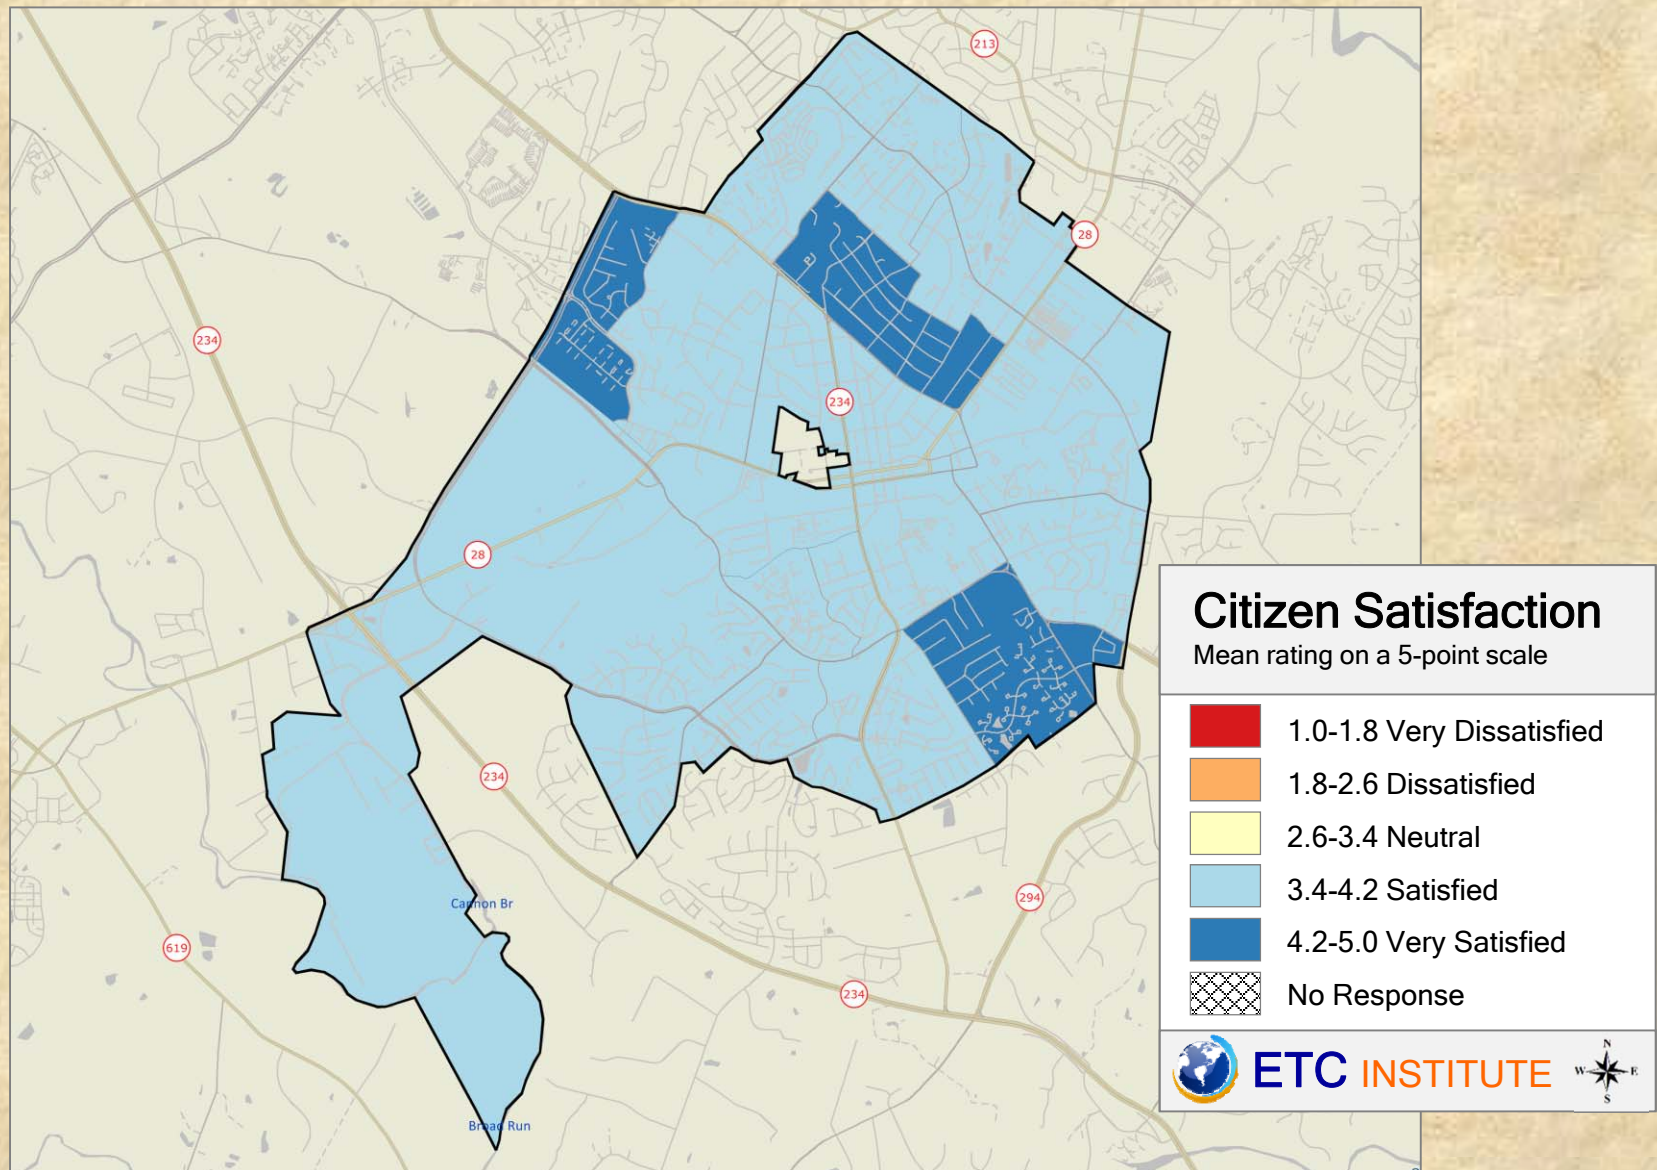 213
28
234
234
28
Citizen Satisfaction
Mean rating on a 5-point scale
1.0-1.8 Very Dissatisfied
1.8-2.6 Dissatisfied
2.6-3.4 Neutral
3.4-4.2 Satisfied
4.2-5.0 Very Satisfied
No Response
234
294
Cannon Br
619
234
Broad Run
ETC INSTITUTE
N
W E
S